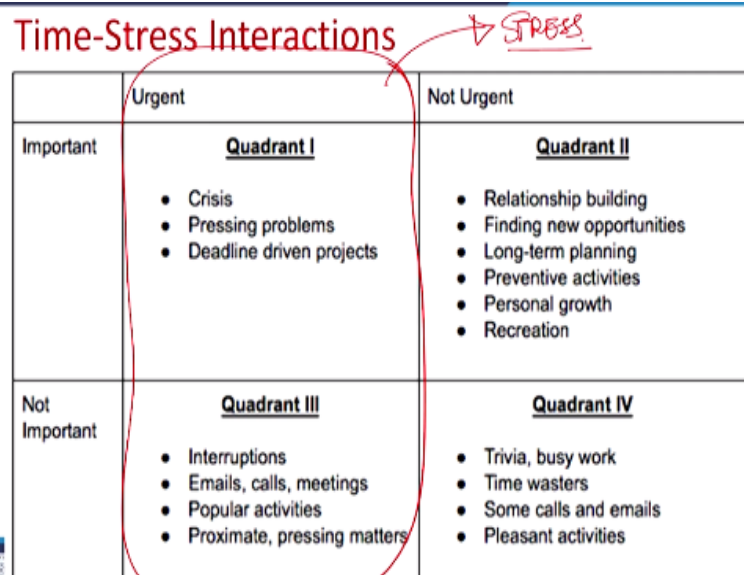 Time-Stress Interactions
STRESS
Urgent
Not Urgent
Important
Quadrant I
• Crisis
• Pressing problems
• Deadline driven projects
Quadrant II
• Relationship building
• Finding new opportunities
• Long-term planning
• Preventive activities
• Personal growth
• Recreation
Not
Important
Quadrant III
• Interruptions
• Emails, calls, meetings
• Popular activities
• Proximate, pressing matters
Quadrant IV
• Trivia, busy work
• Time wasters
• Some calls and emails
• Pleasant activities